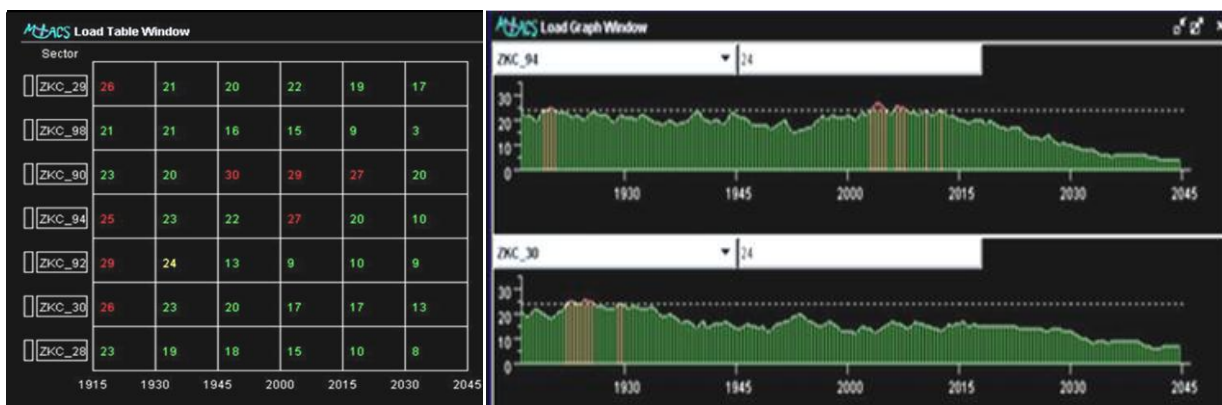 MACS Load Table Window
Sector
ZKC_29 26 21 20 22 19 17
ZKC_98 21 21 16 15 9 3
ZKC_90 23 20 30 29 27 20
ZKC_94 25 23 22 27 20 10
ZKC_92 29 24 13 9 10 9
ZKC_30 26 23 20 17 17 13
ZKC_28 23 19 18 15 10 8
1915 1930 1945 2000 2015 2030 2045
Load Graph Window
ZKC_94 24
30
20
10
0
1930 1945 2000 2015 2030 2045
ZKC_30 24
30
20
10
0
1930 1945 2000 2015 2030 2045